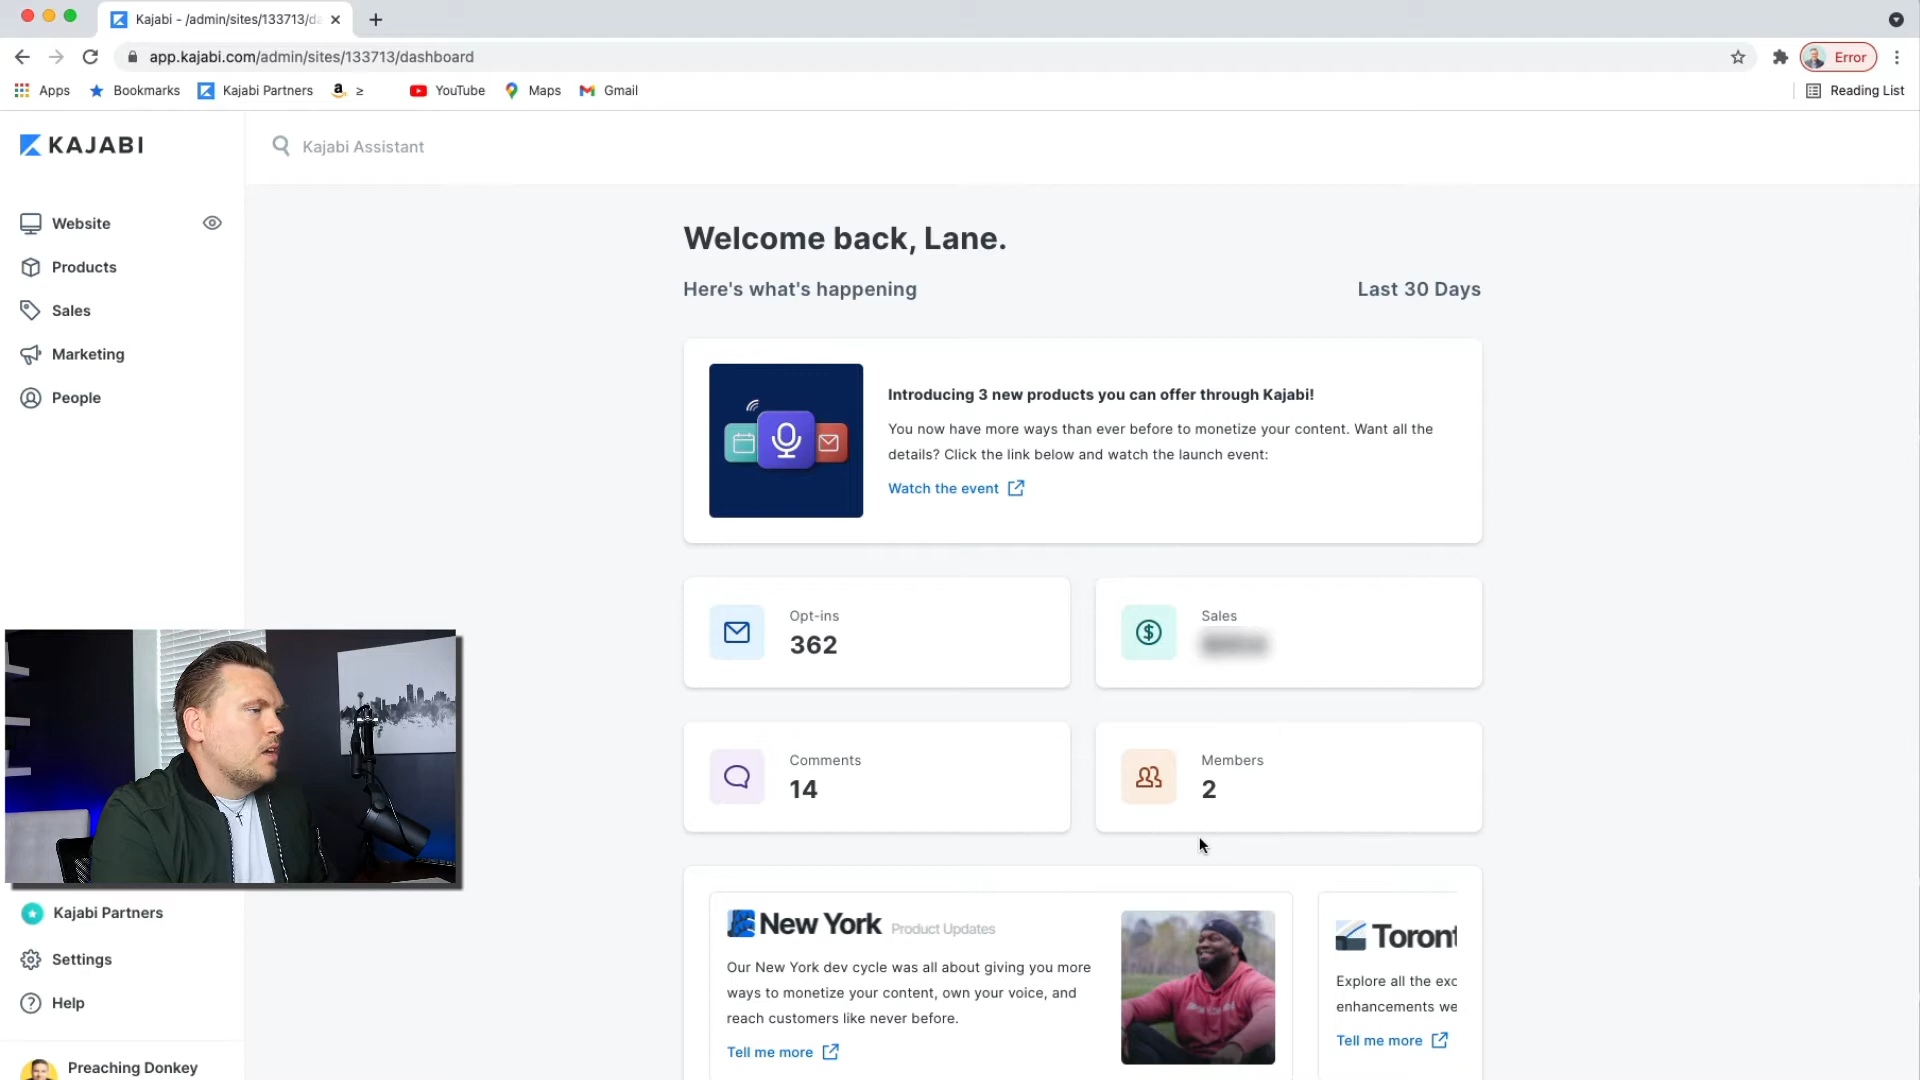 Kajabi - /admin/sites/133713/da
app.kajabi.com/admin/sites/133713/dashboard
Error
Apps
Bookmarks
Kajabi Partners
≥
YouTube
Maps
Gmail
Reading List
KAJABI
Kajabi Assistant
Website
Products
Sales
Marketing
People
Welcome back, Lane.
Here's what's happening
Last 30 Days
Introducing 3 new products you can offer through Kajabi!
You now have more ways than ever before to monetize your content. Want all the
details? Click the link below and watch the launch event:
Watch the event
Opt-ins
362
Sales
Comments
14
Members
2
Kajabi Partners
Settings
Help
Preaching Donkey
New York Product Updates
Our New York dev cycle was all about giving you more
ways to monetize your content, own your voice, and
reach customers like never before.
Tell me more
Toront
Explore all the exc
enhancements we
Tell me more